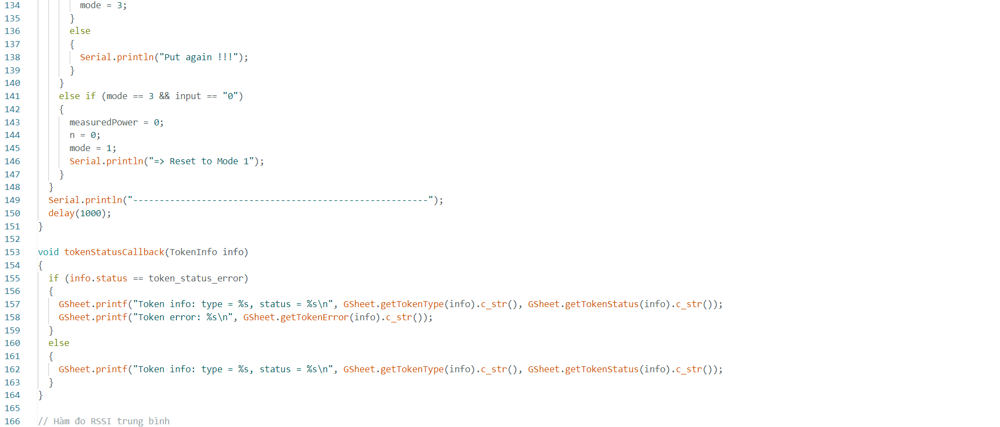 134 mode = 3;
135 }
136 else
137 {
138 Serial.println("Put again !!!");
139 }
140 }
141 else if (mode == 3 && input == "0")
142 {
143 measuredPower = 0;
144 n = 0;
145 mode = 1;
146 Serial.println("=> Reset to Mode 1");
147 }
148 }
149 Serial.println("--------------------------------------------------------");
150 delay(1000);
151 }
152
153 void tokenStatusCallback(TokenInfo info)
154 {
155 if (info.status == token_status_error)
156 {
157 GSheet.printf("Token info: type = %s, status = %s\n", GSheet.getTokenType(info).c_str(), GSheet.getTokenStatus(info).c_str());
158 GSheet.printf("Token error: %s\n", GSheet.getTokenError(info).c_str());
159 }
160 else
161 {
162 GSheet.printf("Token info: type = %s, status = %s\n", GSheet.getTokenType(info).c_str(), GSheet.getTokenStatus(info).c_str());
163 }
164 }
165
166 // Hàm đo RSSI trung bình